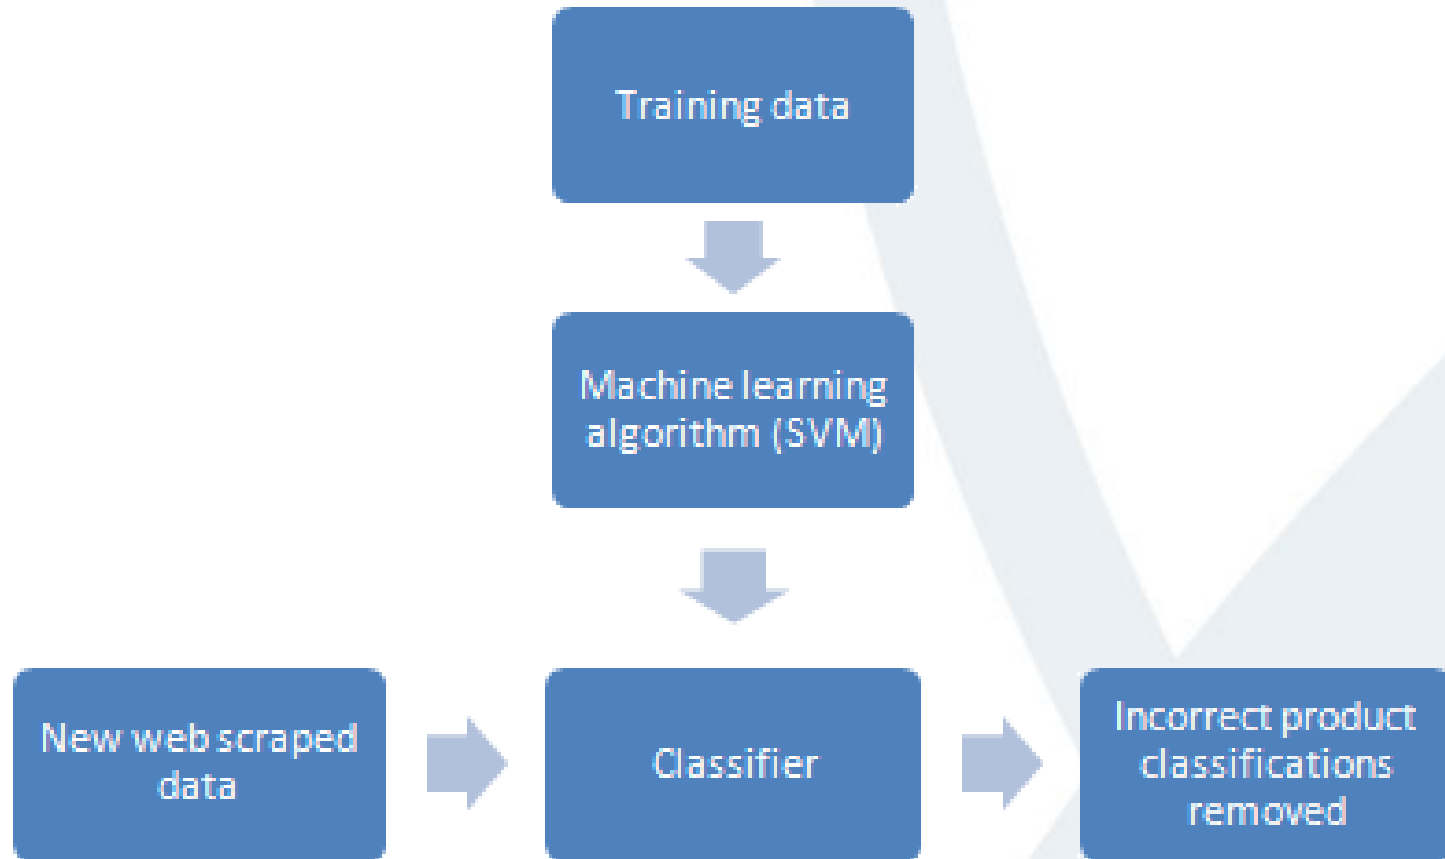 Training data
Machine learning
algorithm (SVM)
New web scraped
data
Classifier
Incorrect product
classifications
removed